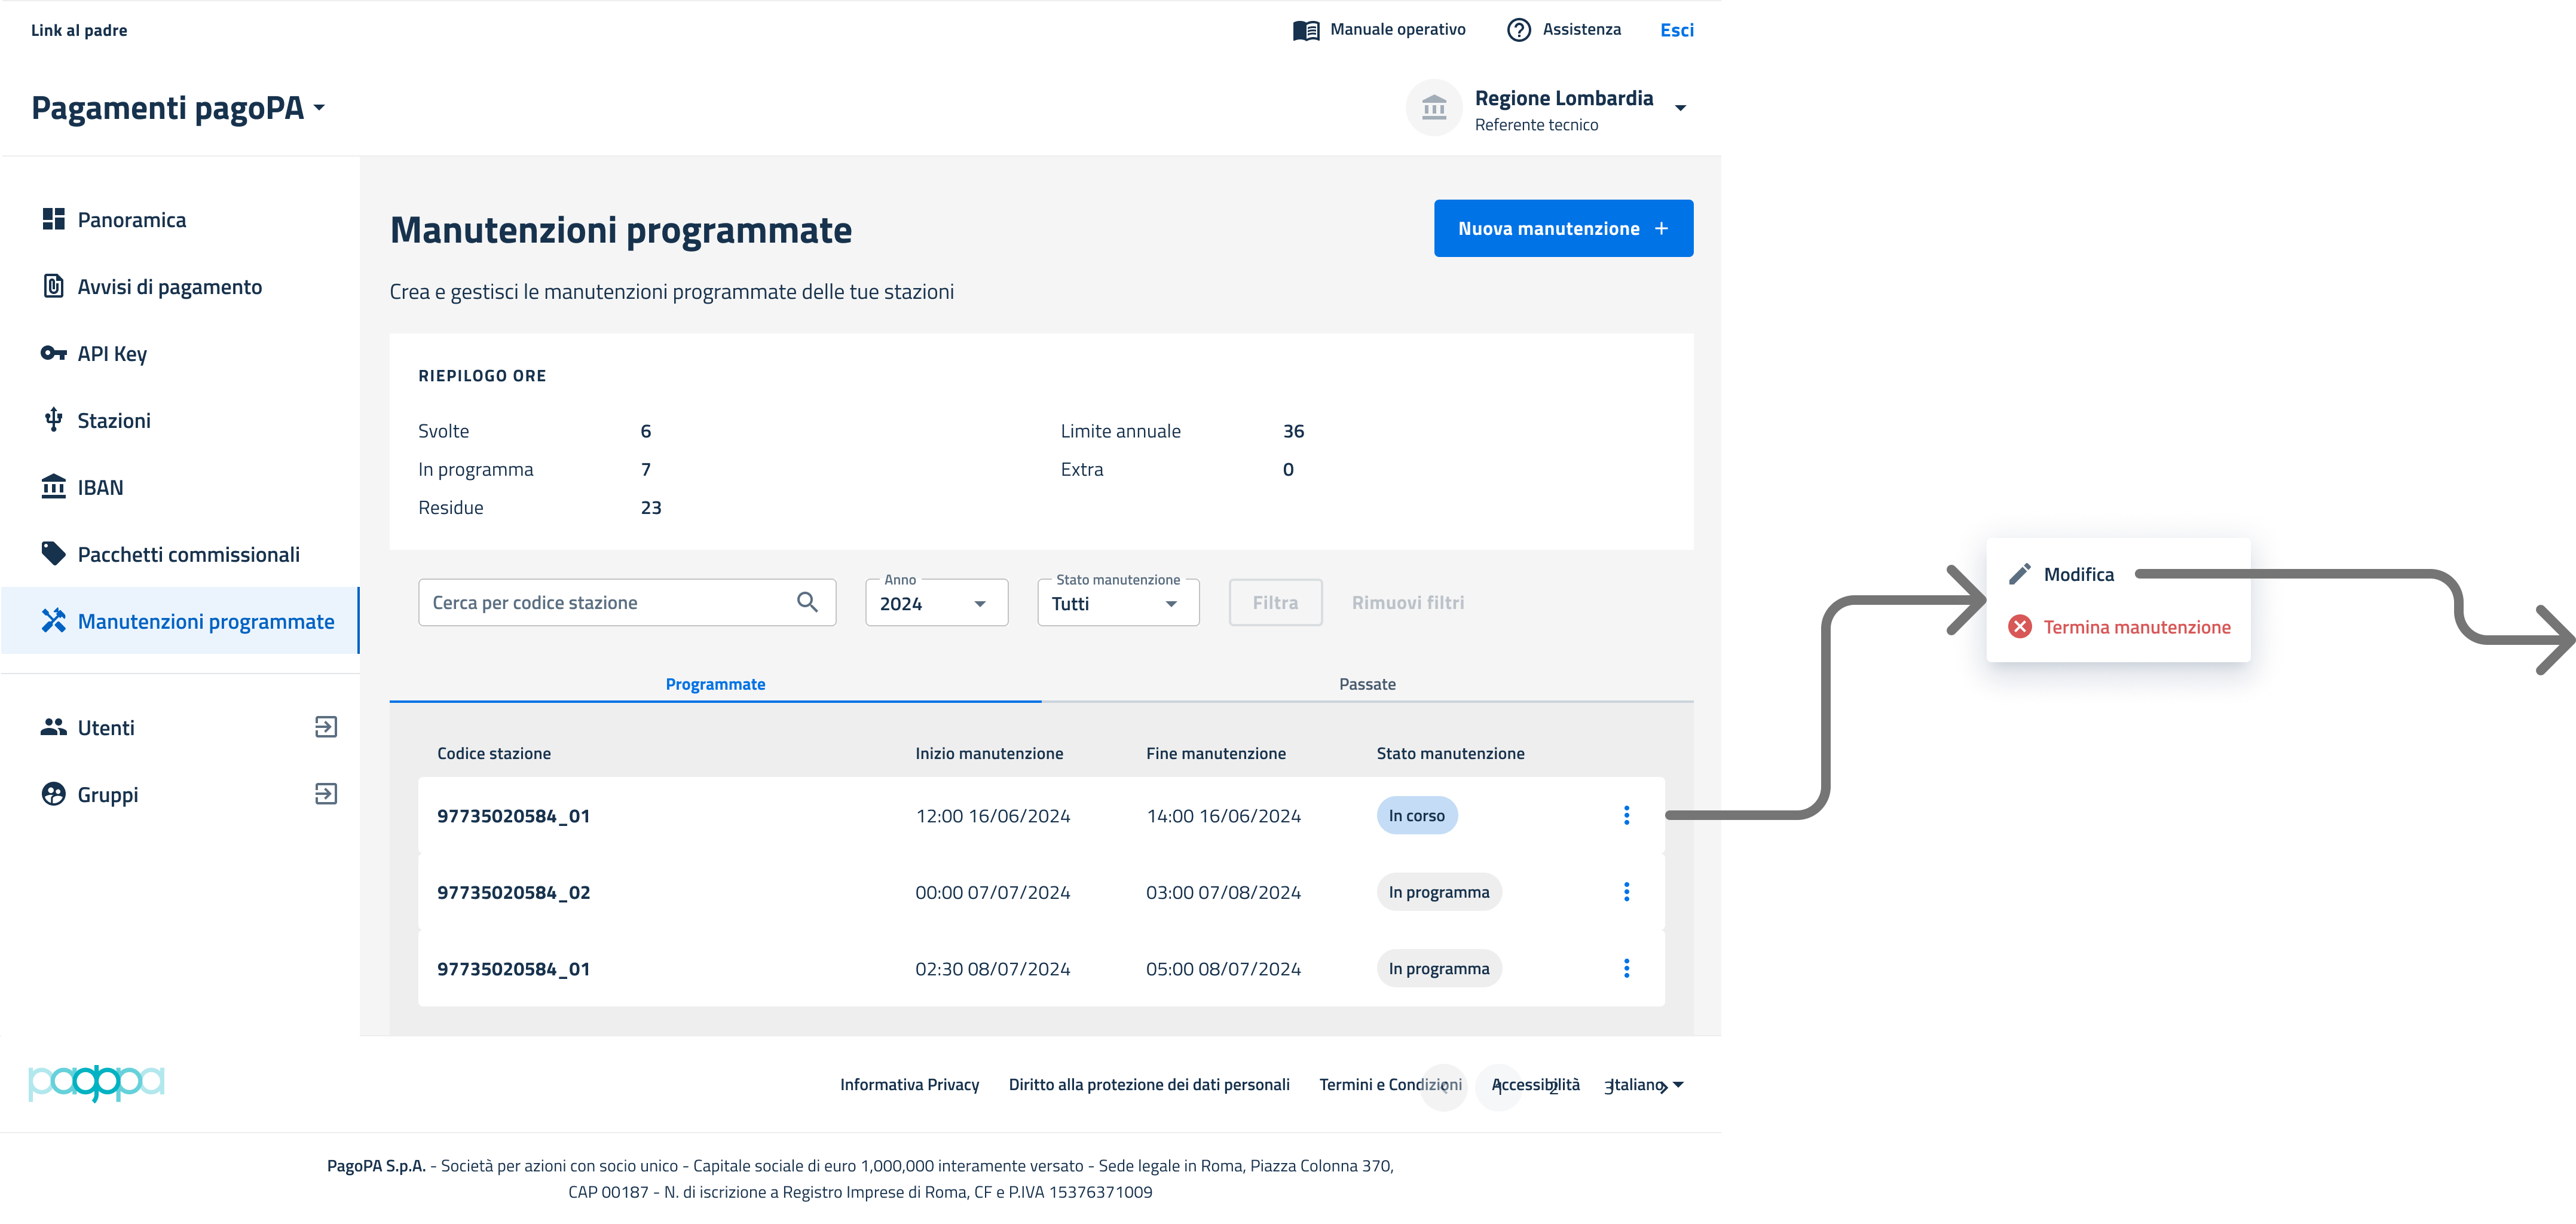 Link al padre
Manuale operativo
Assistenza
Esci
Pagamenti pagoPA
Regione Lombardia
Referente tecnico
Panoramica
Avvisi di pagamento
API Key
Stazioni
IBAN
Pacchetti commissionali
Manutenzioni programmate
Utenti
Gruppi
Manutenzioni programmate
Nuova manutenzione +
Crea e gestisci le manutenzioni programmate delle tue stazioni
RIEPILOGO ORE
Svolte 6
In programma 7
Residue 23
Limite annuale 36
Extra 0
Cerca per codice stazione
Anno
2024
Stato manutenzione
Tutti
Filtra
Rimuovi filtri
Programmate
Passate
Codice stazione Inizio manutenzione Fine manutenzione Stato manutenzione
97735020584_01 12:00 16/06/2024 14:00 16/06/2024 In corso
97735020584_02 00:00 07/07/2024 03:00 07/08/2024 In programma
97735020584_01 02:30 08/07/2024 05:00 08/07/2024 In programma
Modifica
Termina manutenzione
pagopa
Informativa Privacy Diritto alla protezione dei dati personali Termini e Condizioni Accessibilità Italiano
1 2 3
PagoPA S.p.A. - Società per azioni con socio unico - Capitale sociale di euro 1,000,000 interamente versato - Sede legale in Roma, Piazza Colonna 370,
CAP 00187 - N. di iscrizione a Registro Imprese di Roma, CF e P.IVA 15376371009